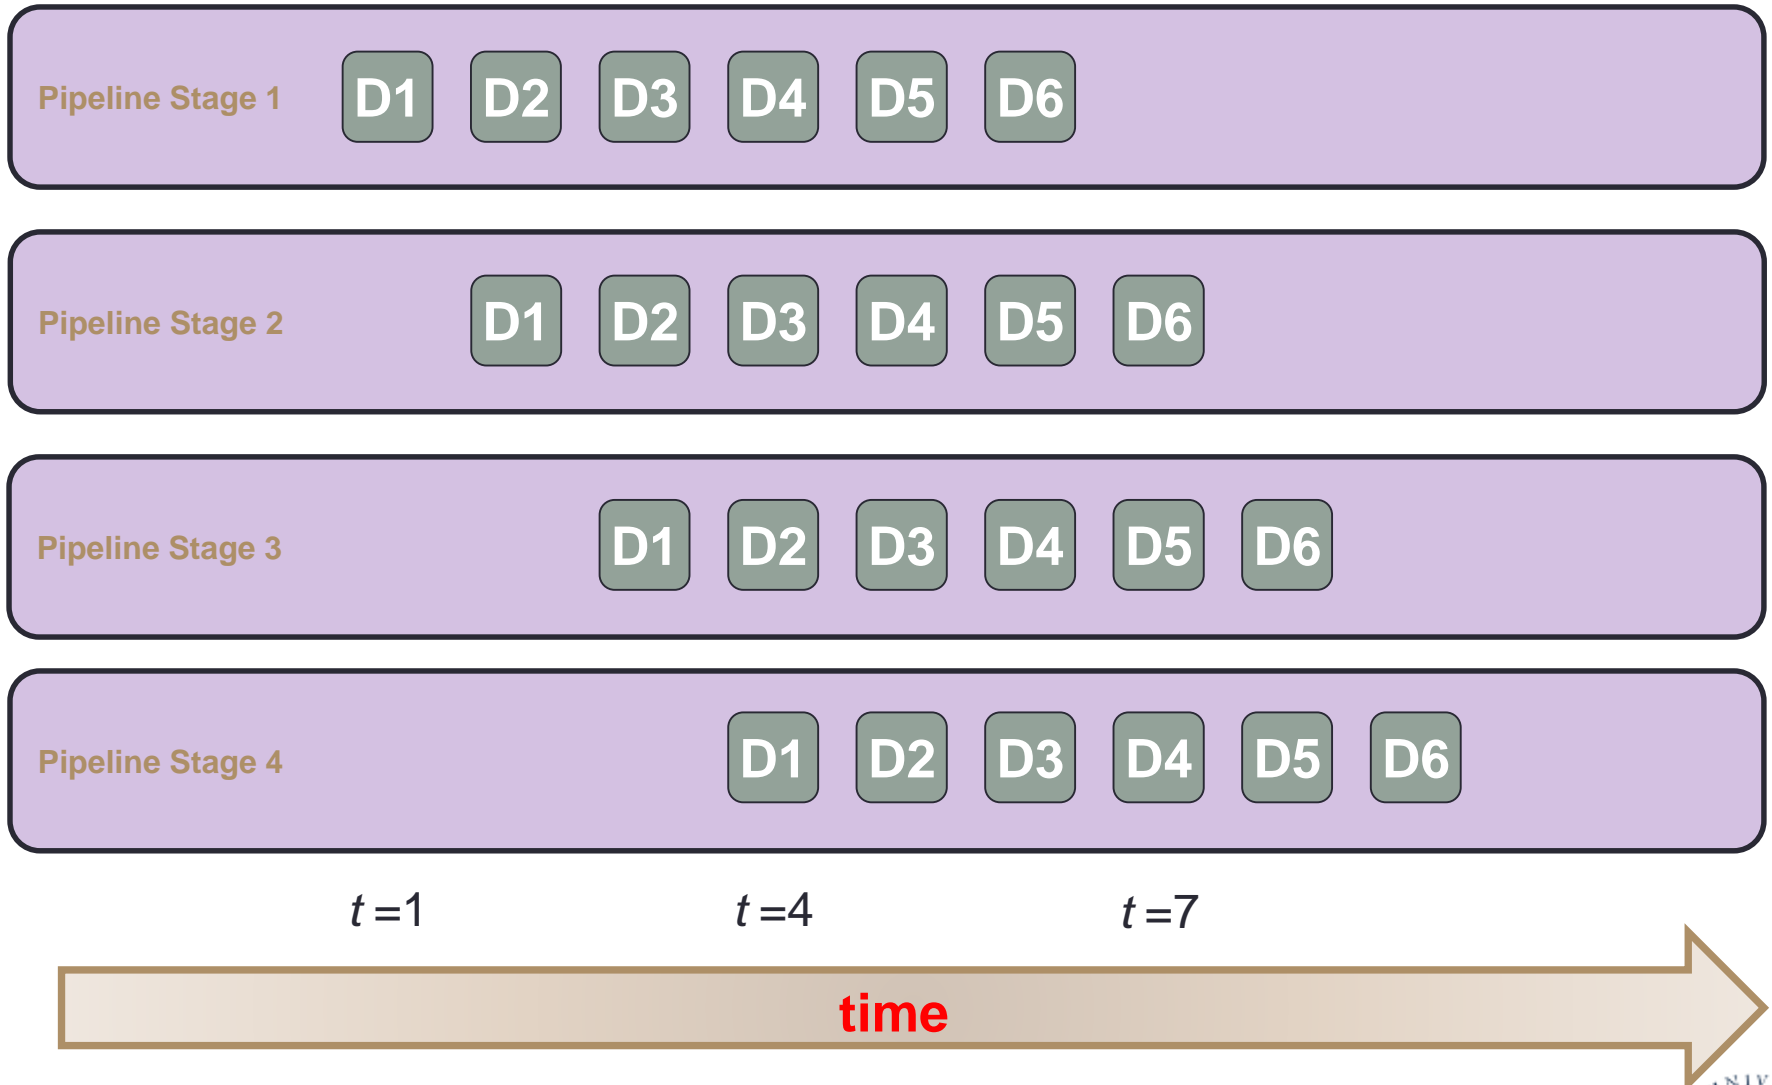 Pipeline Stage 1 D1 D2 D3 D4 D5 D6
Pipeline Stage 2 D1 D2 D3 D4 D5 D6
Pipeline Stage 3 D1 D2 D3 D4 D5 D6
Pipeline Stage 4 D1 D2 D3 D4 D5 D6
t =1 t =4 t =7
time